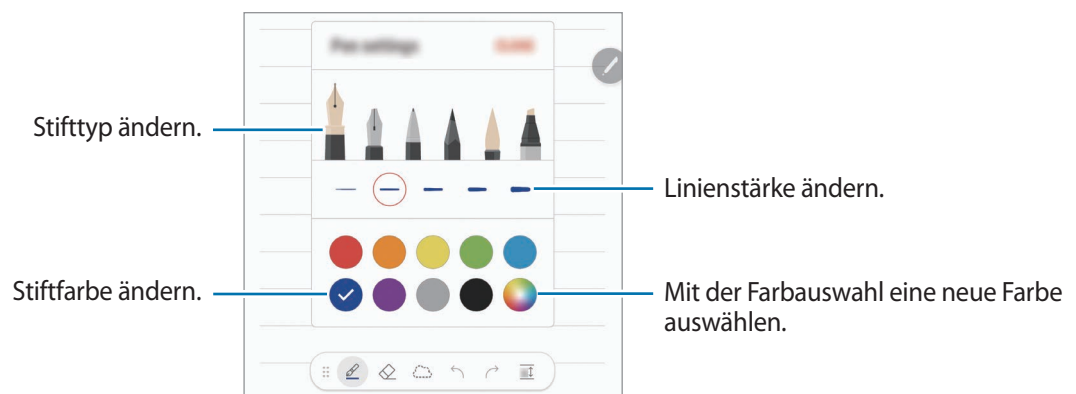 Stifttyp ändern.
Linienstärke ändern.
Stiftfarbe ändern.
Mit der Farbauswahl eine neue Farbe
auswählen.